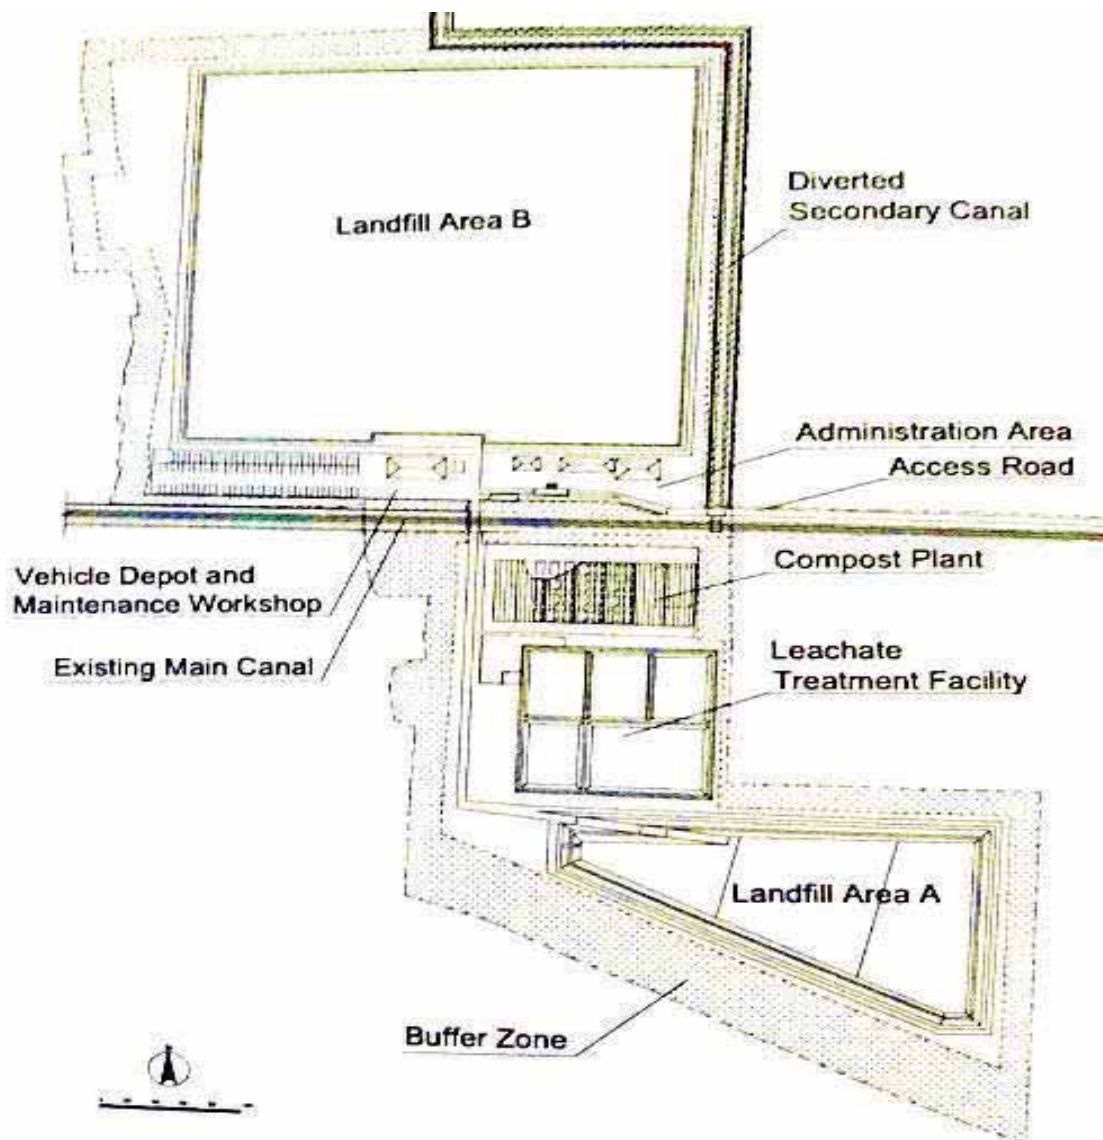 Diverted
Secondary Canal
Landfill Area B
Administration Area
Access Road
Compost Plant
Vehicle Depot and
Maintenance Workshop
Existing Main Canal
Leachate
Treatment Facility
Landfill Area A
Buffer Zone